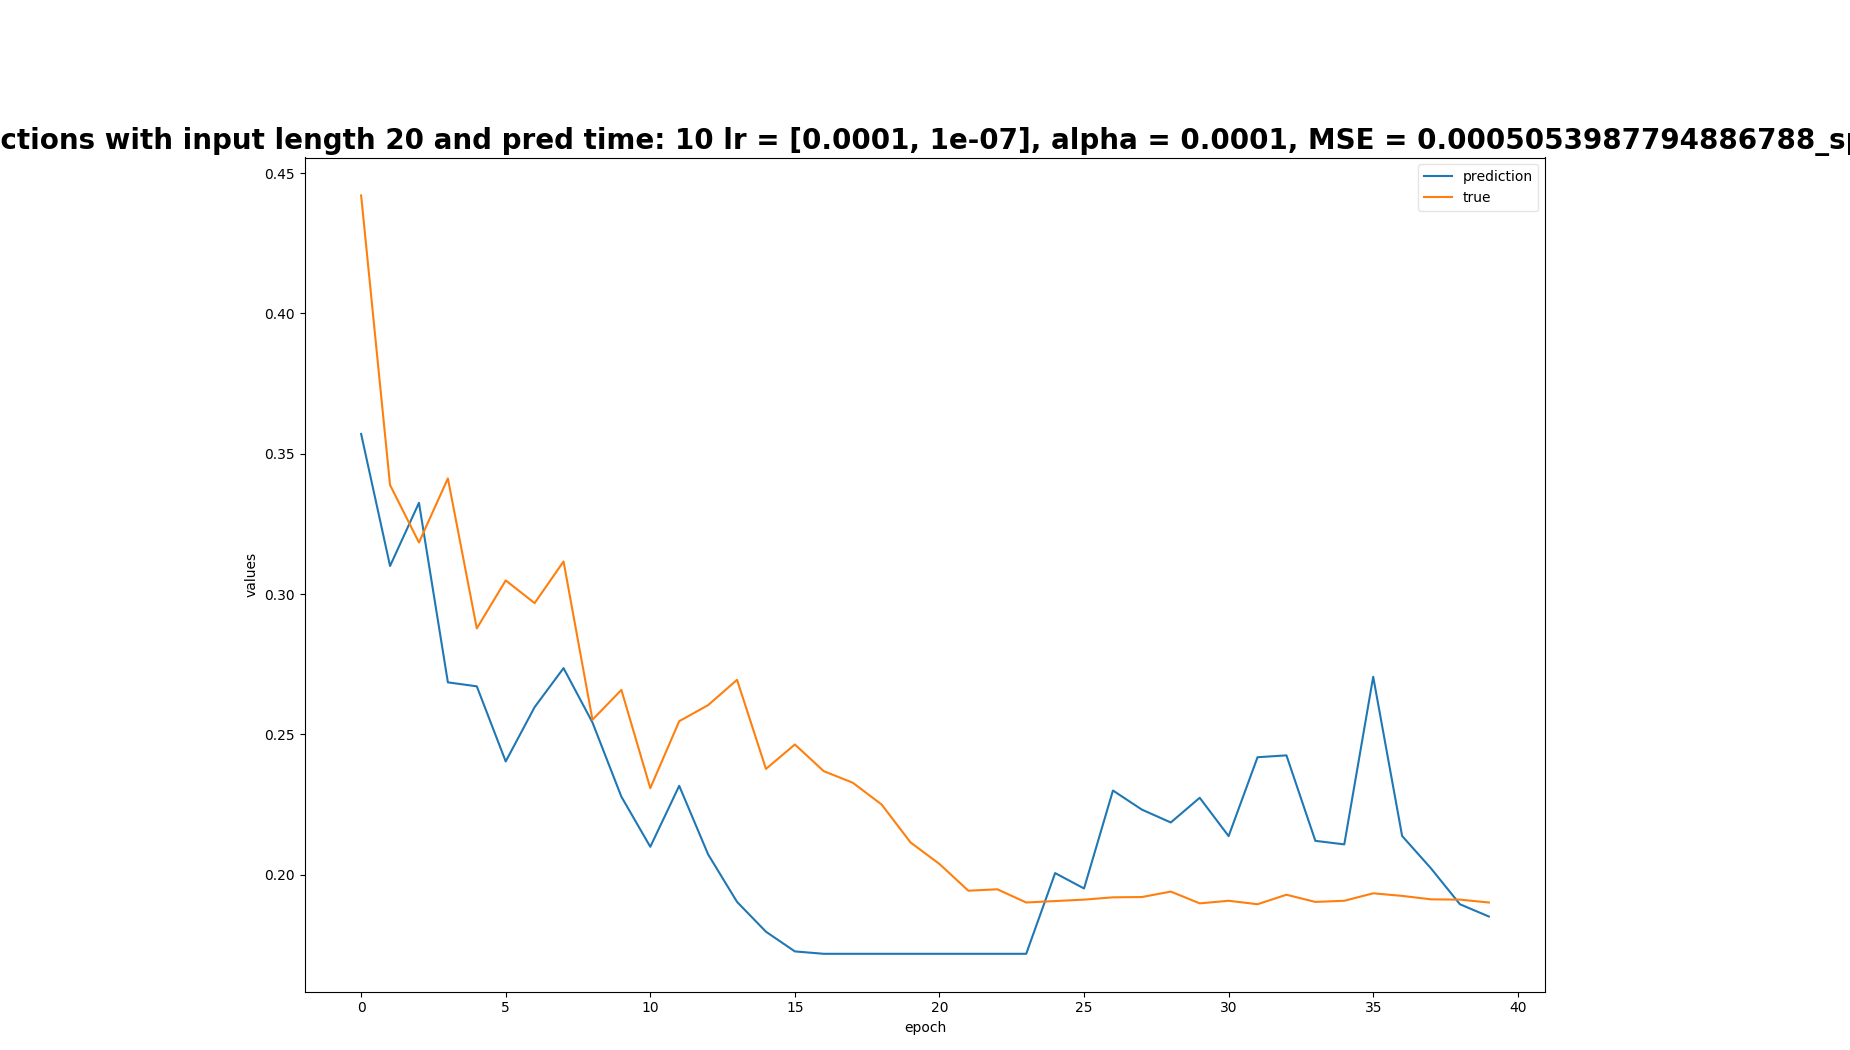 ctions with input length 20 and pred time: 10 lr = [0.0001, 1e-07], alpha = 0.0001, MSE = 0.0005053987794886788_sp
prediction
true
0.45
0.40
0.35
0.30
0.25
0.20
values
0 5 10 15 20 25 30 35 40
epoch